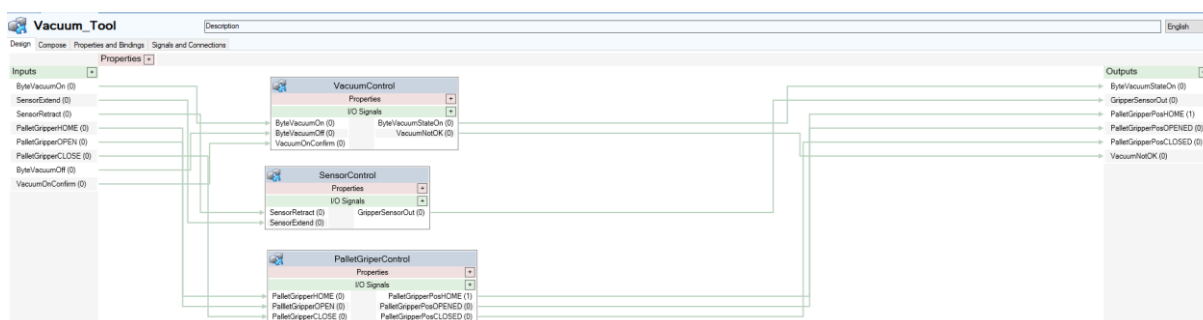 Vacuum_Tool
Description
English
Design Compose Properties and Bindings Signals and Connections
Properties +
Inputs +
ByteVacuumOn (0)
SensorExtend (0)
SensorRetract (0)
PalletGripperHOME (0)
PalletGripperOPEN (0)
PalletGripperCLOSE (0)
ByteVacuumOff (0)
VacuumOnConfirm (0)
VacuumControl
Properties +
I/O Signals +
ByteVacuumOn (0) ByteVacuumStateOn (0)
ByteVacuumOff (0) VacuumNotOK (0)
VacuumOnConfirm (0)
SensorControl
Properties +
I/O Signals +
SensorRetract (0) GripperSensorOut (0)
SensorExtend (0)
PalletGriperControl
Properties +
I/O Signals +
PalletGripperHOME (0) PalletGripperPosHOME (1)
PallletGripperOPEN (0) PalletGripperPosOPENED (0)
PalletGripperCLOSE (0) PalletGripperPosCLOSED (0)
Outputs
ByteVacuumStateOn (0)
GripperSensorOut (0)
PalletGripperPosHOME (1)
PalletGripperPosOPENED (0)
PalletGripperPosCLOSED (0)
VacuumNotOK (0)